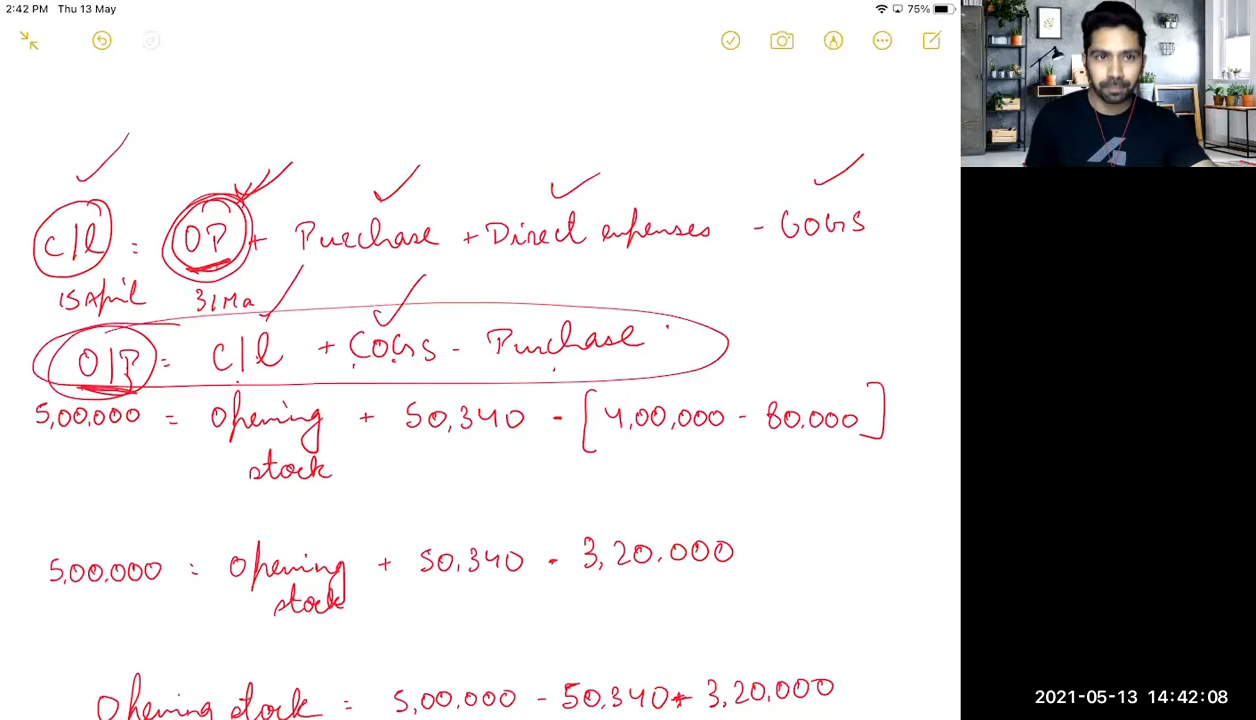 2:42 PM Thu 13 May 75%
C/l = OP + Purchase + Direct expenses - COGS
15 April 31 Ma
O/P = C/l + COGS - Purchase
5,00,000 = Opening stock + 50,340 - [4,00,000 - 80,000]
5,00,000 = Opening stock + 50,340 - 3,20,000
Opening stock = 5,00,000 - 50,340 + 3,20,000
2021-05-13 14:42:08